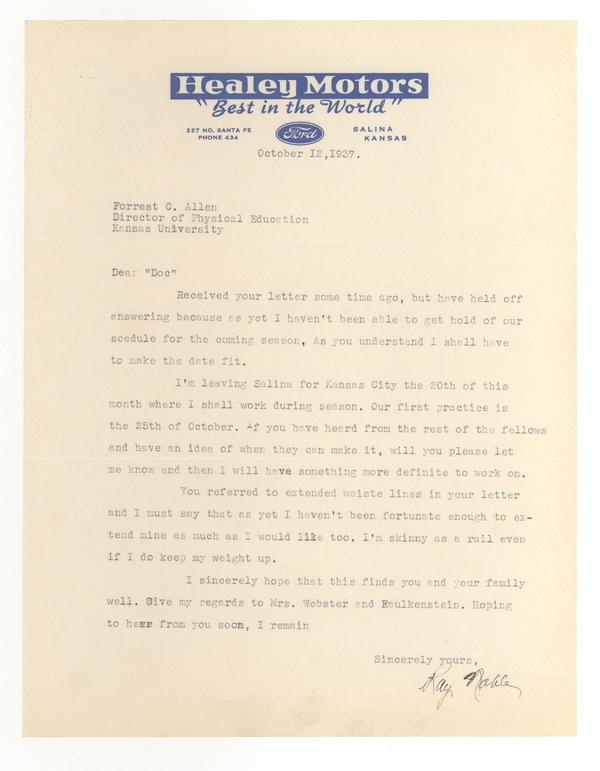 Healey Motors
"Best in the World"
227 NO. SANTA FE
PHONE 434
Ford
SALINA
KANSAS
October 12,1937.
Forrest C. Allen
Director of Physical Education
Kansas University
Dear "Doc"
Received your letter some time ago, but have held off
answering because as yet I haven't been able to get hold of our
scedule for the coming season, As you understand I shall have
to make the date fit.
I'm leaving Salina for Kansas City the 20th of this
month where I shall work during season. Our first practice is
the 25th of October. If you have heard from the rest of the fellows
and have an idea of when they can make it, will you please let
me know and then I will have something more definite to work on.
You referred to extended waiste lines in your letter
and I must say that as yet I haven't been fortunate enough to ex-
tend mine as much as I would like too. I'm skinny as a rail even
if I do keep my weight up.
I sincerely hope that this finds you and your family
well. Give my regards to Mrs. Webster and Faulkenstein. Hoping
to hear from you soon, I remain
Sincerely yours,
Ray